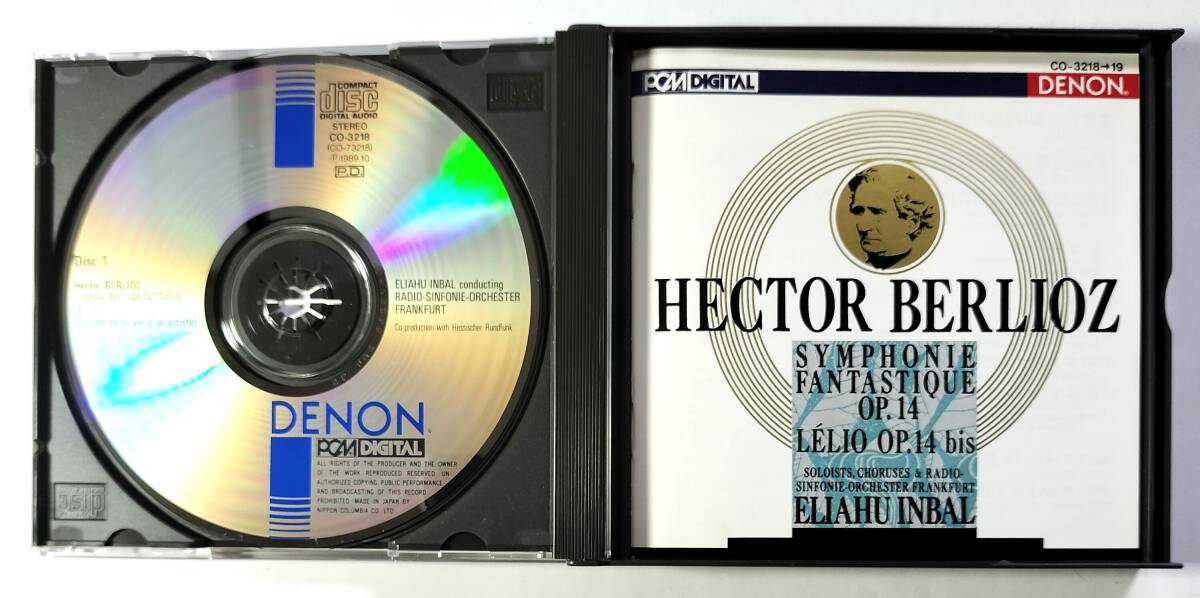 COMPACT
disc
DIGITAL AUDIO
STEREO
CO-3218
(CO-73218)
Ⓟ1989.10
P.D.
Disc 1
Hector BERLIOZ
SYMPHONIE FANTASTIQUE
ELIAHU INBAL conducting
RADIO-SINFONIE-ORCHESTER
FRANKFURT
Co-production with Hessischer Rundfunk
DENON
PCM DIGITAL
ALL RIGHTS OF THE PRODUCER AND THE OWNER
OF THE WORK REPRODUCED RESERVED. UN-
AUTHORIZED COPYING, PUBLIC PERFORMANCE
AND BROADCASTING OF THIS RECORD
PROHIBITED. MADE IN JAPAN BY
NIPPON COLUMBIA CO., LTD.
disc
CO-3218→19
PCM DIGITAL
DENON
HECTOR BERLIOZ
SYMPHONIE
FANTASTIQUE
OP.14
LÉLIO OP.14 bis
SOLOISTS, CHORUSES & RADIO-
SINFONIE-ORCHESTER FRANKFURT
ELIAHU INBAL